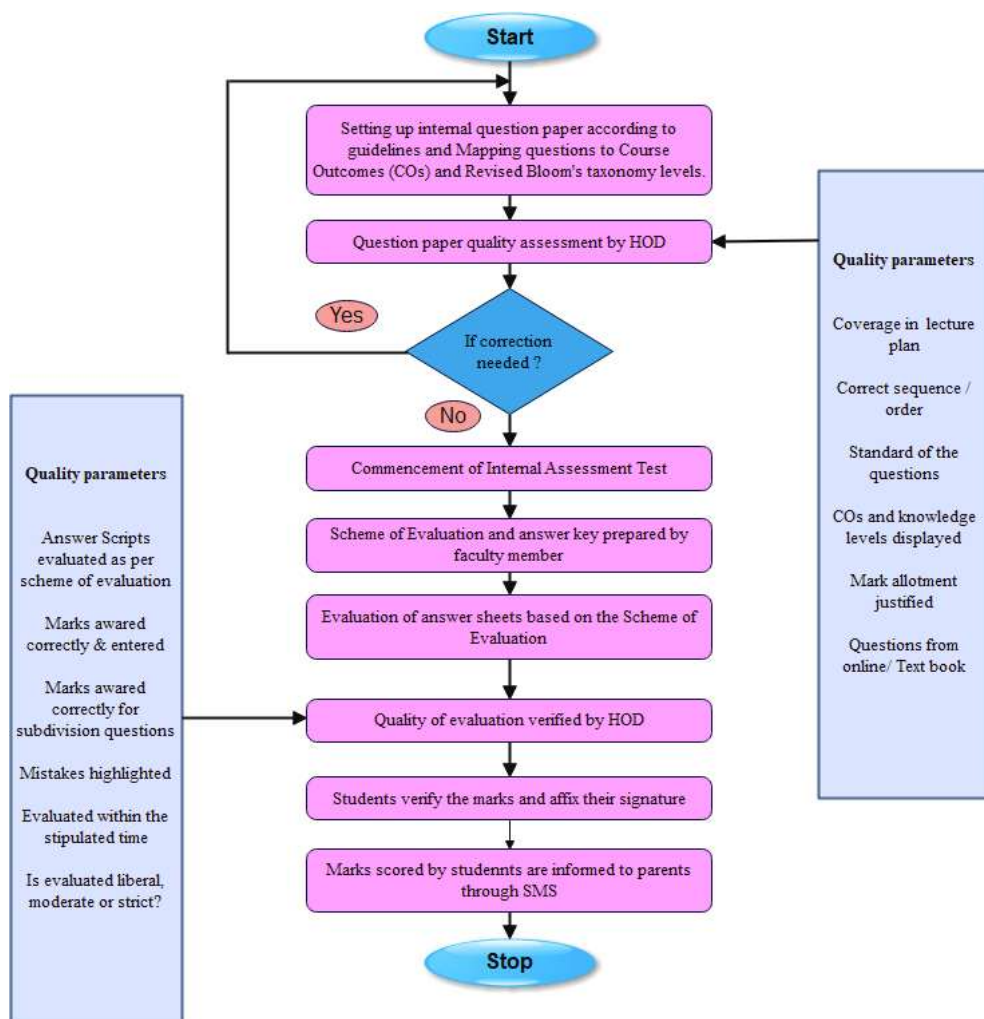 Start
Setting up internal question paper according to
guidelines and Mapping questions to Course
Outcomes (COs) and Revised Bloom's taxonomy levels.
Question paper quality assessment by HOD
Yes
If correction
needed ?
No
Commencement of Internal Assessment Test
Scheme of Evaluation and answer key prepared by
faculty member
Evaluation of answer sheets based on the Scheme of
Evaluation
Quality of evaluation verified by HOD
Students verify the marks and affix their signature
Marks scored by studennts are informed to parents
through SMS
Stop
Quality parameters
Coverage in lecture
plan
Correct sequence /
order
Standard of the
questions
COs and knowledge
levels displayed
Mark allotment
justified
Questions from
online/ Text book
Quality parameters
Answer Scripts
evaluated as per
scheme of evaluation
Marks awared
correctly & entered
Marks awared
correctly for
subdivision questions
Mistakes highlighted
Evaluated within the
stipulated time
Is evaluated liberal,
moderate or strict?